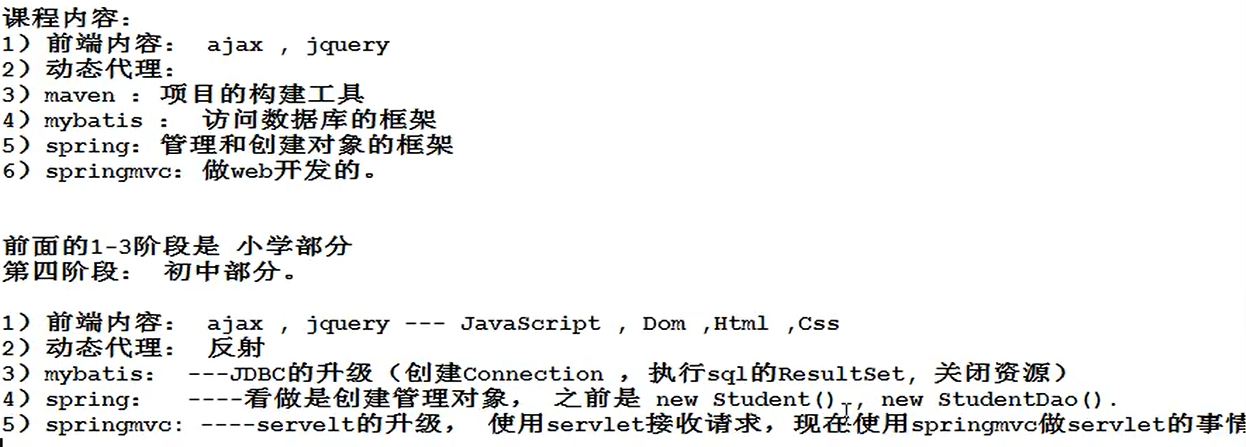 课程内容：
1）前端内容： ajax , jquery
2）动态代理：
3）maven ：项目的构建工具
4）mybatis ： 访问数据库的框架
5）spring：管理和创建对象的框架
6）springmvc：做web开发的。
前面的1-3阶段是 小学部分
第四阶段： 初中部分。
1）前端内容： ajax , jquery --- JavaScript , Dom ,Html ,Css
2）动态代理： 反射
3）mybatis： ---JDBC的升级（创建Connection ，执行sql的ResultSet, 关闭资源）
4）spring： ----看做是创建对象， 之前是 new Student() , new StudentDao().
5）springmvc：----servelt的升级， 使用servlet接收请求，现在使用springmvc做servlet的事情